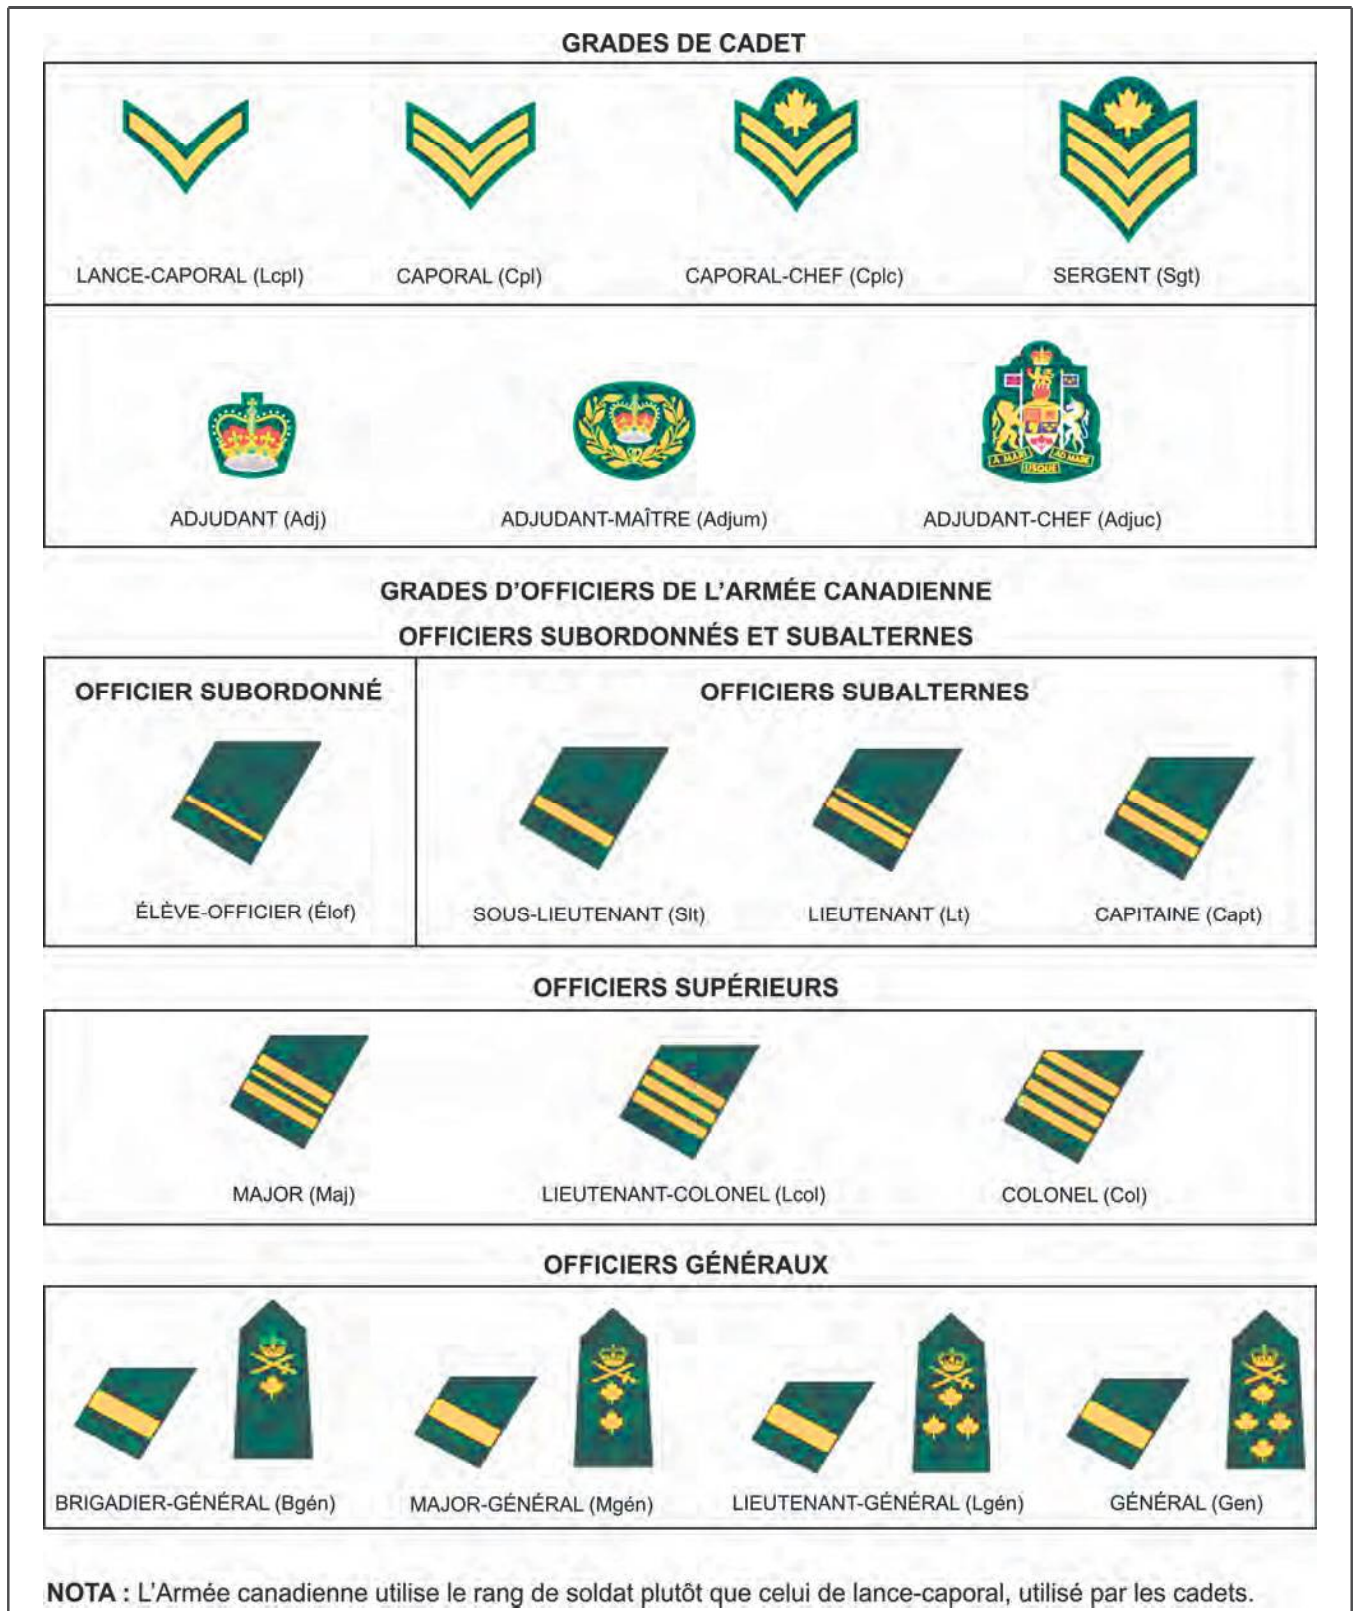 GRADES DE CADET
LANCE-CAPORAL (Lcpl)
CAPORAL (Cpl)
CAPORAL-CHEF (Cplc)
SERGENT (Sgt)
A MARI
USQUE
AD MARE
ADJUDANT (Adj)
ADJUDANT-MAÎTRE (Adjum)
ADJUDANT-CHEF (Adjuc)
GRADES D'OFFICIERS DE L'ARMÉE CANADIENNE
OFFICIERS SUBORDONNÉS ET SUBALTERNES
OFFICIER SUBORDONNÉ
OFFICIERS SUBALTERNES
ÉLÈVE-OFFICIER (Élof)
SOUS-LIEUTENANT (Slt)
LIEUTENANT (Lt)
CAPITAINE (Capt)
OFFICIERS SUPÉRIEURS
MAJOR (Maj)
LIEUTENANT-COLONEL (Lcol)
COLONEL (Col)
OFFICIERS GÉNÉRAUX
BRIGADIER-GÉNÉRAL (Bgén)
MAJOR-GÉNÉRAL (Mgén)
LIEUTENANT-GÉNÉRAL (Lgén)
GÉNÉRAL (Gen)
NOTA : L'Armée canadienne utilise le rang de soldat plutôt que celui de lance-caporal, utilisé par les cadets.